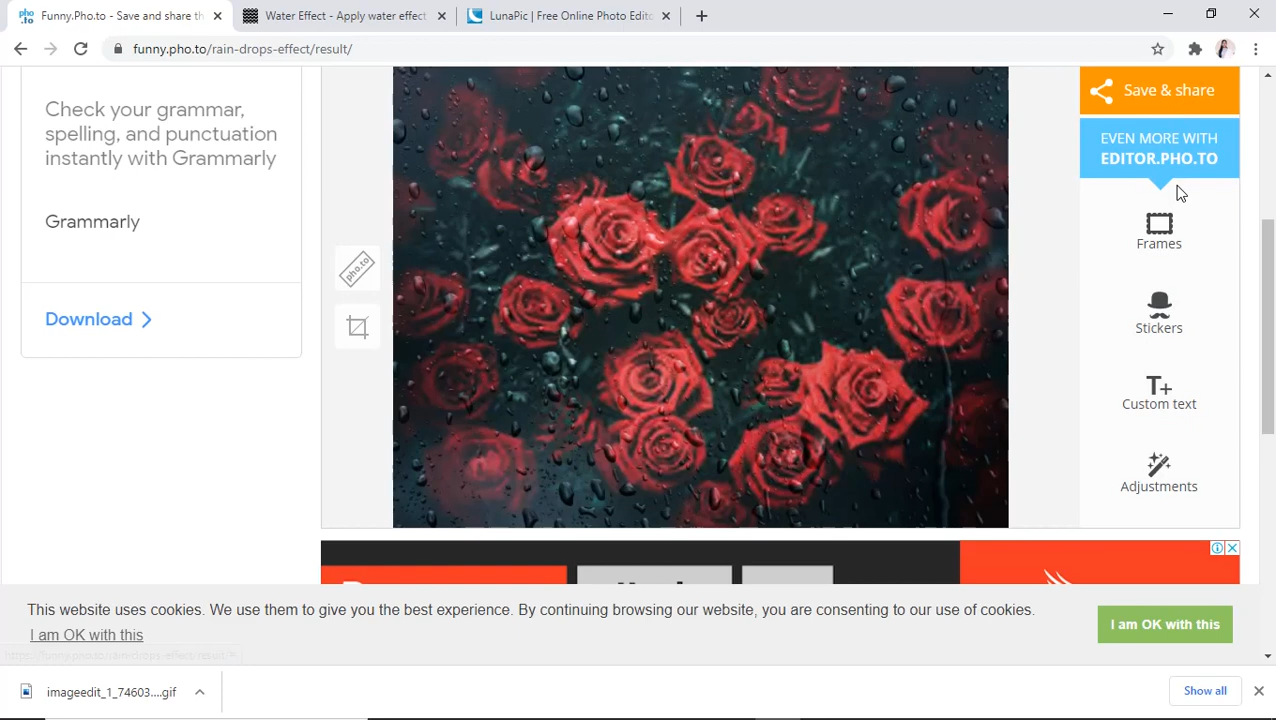 pho.to
Funny.Pho.to - Save and share th
Water Effect - Apply water effect
LunaPic | Free Online Photo Edito
funny.pho.to/rain-drops-effect/result/
Check your grammar,
spelling, and punctuation
instantly with Grammarly
Grammarly
Download
pho.to
Save & share
EVEN MORE WITH
EDITOR.PHO.TO
Frames
Stickers
T+
Custom text
Adjustments
This website uses cookies. We use them to give you the best experience. By continuing browsing our website, you are consenting to our use of cookies.
I am OK with this
I am OK with this
imageedit_1_74603....gif
Show all